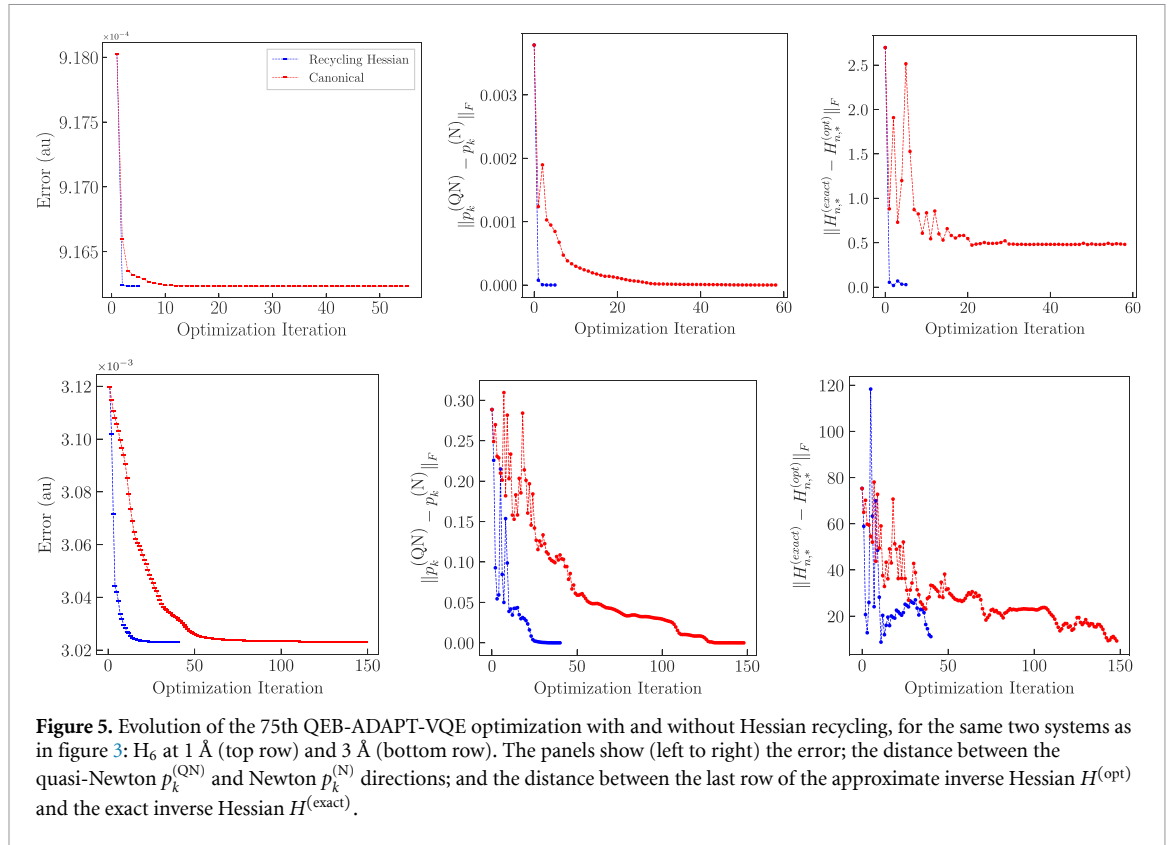 ×10⁻⁴
9.180
9.175
9.170
9.165
Error (au)
Recycling Hessian
Canonical
0 10 20 30 40 50
Optimization Iteration
0.003
0.002
0.001
0.000
||p_k^(QN) − p_k^(N)||_F
0 20 40 60
Optimization Iteration
2.5
2.0
1.5
1.0
0.5
0.0
||H_{n,*}^(exact) − H_{n,*}^(opt)||_F
0 20 40 60
Optimization Iteration
×10⁻³
3.12
3.10
3.08
3.06
3.04
3.02
Error (au)
0 50 100 150
Optimization Iteration
0.30
0.25
0.20
0.15
0.10
0.05
0.00
||p_k^(QN) − p_k^(N)||_F
0 50 100 150
Optimization Iteration
120
100
80
60
40
20
||H_{n,*}^(exact) − H_{n,*}^(opt)||_F
0 50 100 150
Optimization Iteration
Figure 5. Evolution of the 75th QEB-ADAPT-VQE optimization with and without Hessian recycling, for the same two systems as
in figure 3: H₆ at 1 Å (top row) and 3 Å (bottom row). The panels show (left to right) the error; the distance between the
quasi-Newton p_k^(QN) and Newton p_k^(N) directions; and the distance between the last row of the approximate inverse Hessian H^(opt)
and the exact inverse Hessian H^(exact).